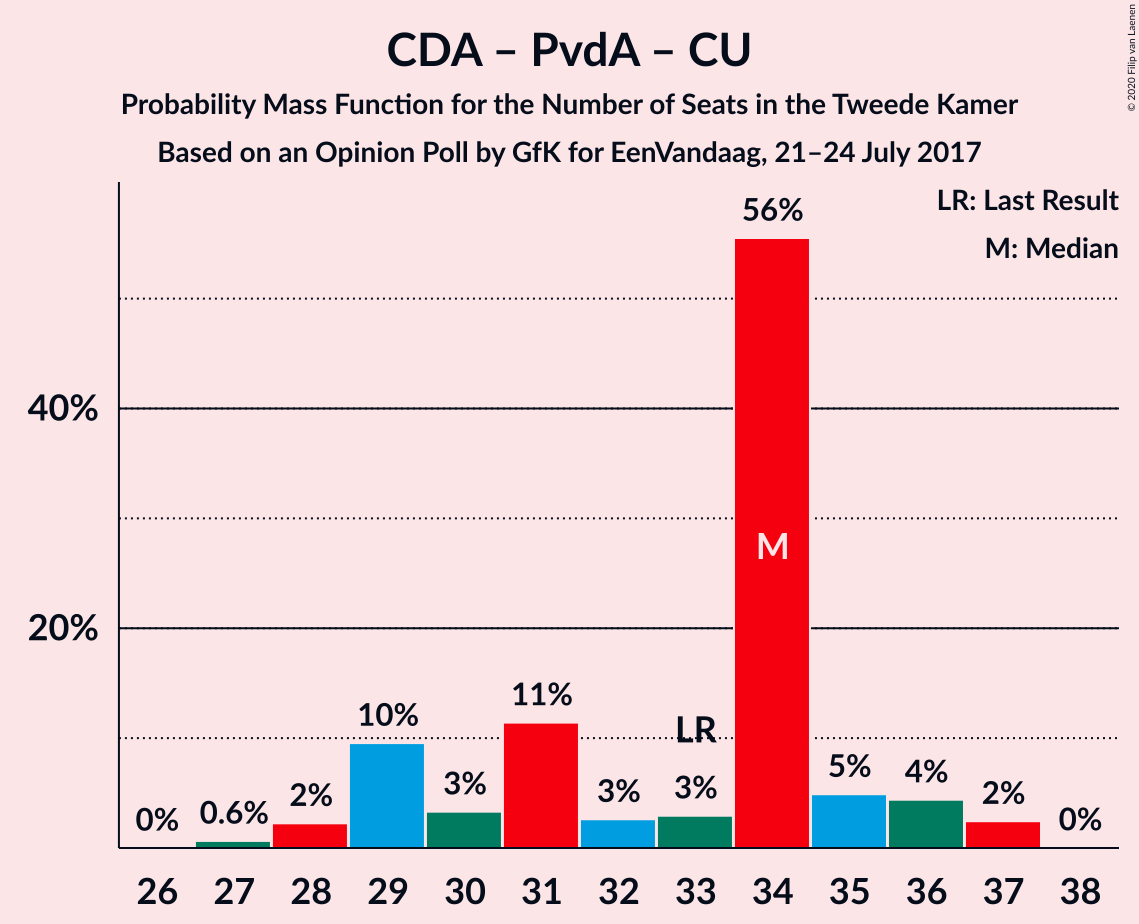 CDA – PvdA – CU
Probability Mass Function for the Number of Seats in the Tweede Kamer
Based on an Opinion Poll by GfK for EenVandaag, 21–24 July 2017
© 2020 Filip van Laenen
LR: Last Result
M: Median
56%
40%
M
20%
11%
10%
LR
5%
4%
3%
3%
3%
2%
2%
0.6%
0%
0%
26 27 28 29 30 31 32 33 34 35 36 37 38